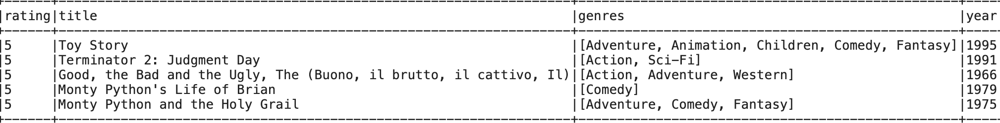 |rating|title |genres |year
|5 |Toy Story |[Adventure, Animation, Children, Comedy, Fantasy]|1995
|5 |Terminator 2: Judgment Day |[Action, Sci-Fi] |1991
|5 |Good, the Bad and the Ugly, The (Buono, il brutto, il cattivo, Il)|[Action, Adventure, Western] |1966
|5 |Monty Python's Life of Brian |[Comedy] |1979
|5 |Monty Python and the Holy Grail |[Adventure, Comedy, Fantasy] |1975